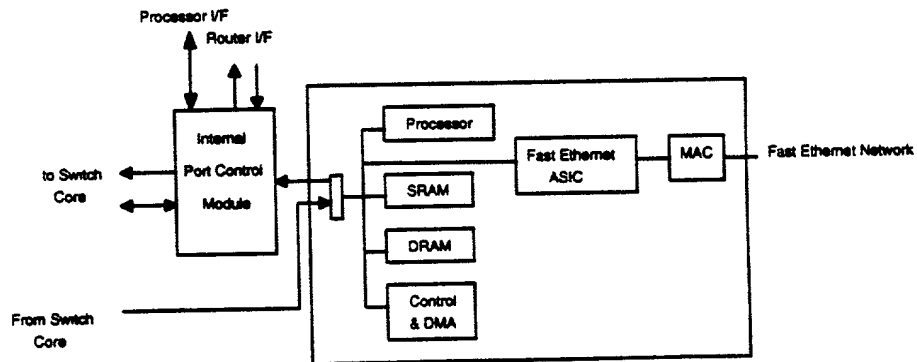 Processor I/F
Router I/F
Internal
Port Control
Module
to Switch
Core
From Switch
Core
Processor
SRAM
DRAM
Control
& DMA
Fast Ethernet
ASIC
MAC
Fast Ethernet Network